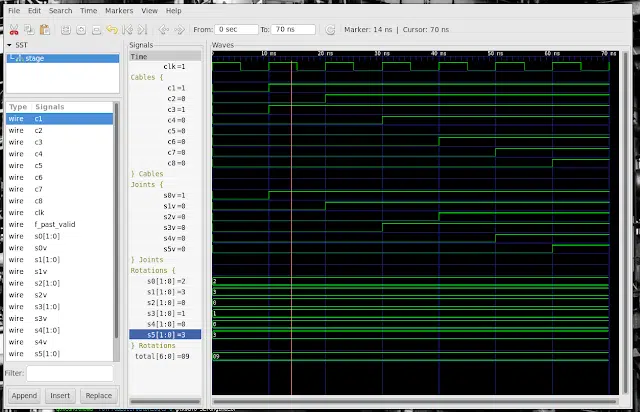 File Edit Search Time Markers View Help
From: 0 sec To: 70 ns Marker: 14 ns | Cursor: 70 ns
SST
stage
Type Signals
wire c1
wire c2
wire c3
wire c4
wire c5
wire c6
wire c7
wire c8
wire clk
wire f_past_valid
wire s0[1:0]
wire s0v
wire s1[1:0]
wire s1v
wire s2[1:0]
wire s2v
wire s3[1:0]
wire s3v
wire s4[1:0]
wire s4v
wire s5[1:0]
Filter:
Append Insert Replace
Signals
Time
clk=1
Cables {
c1=1
c2=0
c3=1
c4=0
c5=0
c6=0
c7=0
c8=0
} Cables
Joints {
s0v=1
s1v=0
s2v=0
s3v=0
s4v=0
s5v=0
} Joints
Rotations {
s0[1:0]=2
s1[1:0]=3
s2[1:0]=0
s3[1:0]=1
s4[1:0]=0
s5[1:0]=3
} Rotations
total[6:0]=09
Waves
10 ns 20 ns 30 ns 40 ns 50 ns 60 ns 70 ns
2
3
0
1
0
3
09